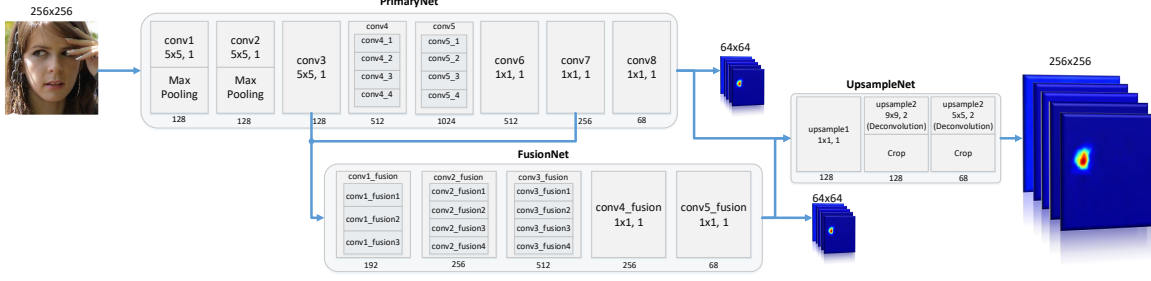 PrimaryNet
256x256
conv1
5x5, 1
Max
Pooling
128
conv2
5x5, 1
Max
Pooling
128
conv3
5x5, 1
128
conv4
conv4_1
conv4_2
conv4_3
conv4_4
512
conv5
conv5_1
conv5_2
conv5_3
conv5_4
1024
conv6
1x1, 1
512
conv7
1x1, 1
256
conv8
1x1, 1
68
64x64
FusionNet
conv1_fusion
conv1_fusion1
conv1_fusion2
conv1_fusion3
192
conv2_fusion
conv2_fusion1
conv2_fusion2
conv2_fusion3
conv2_fusion4
256
conv3_fusion
conv3_fusion1
conv3_fusion2
conv3_fusion3
conv3_fusion4
512
conv4_fusion
1x1, 1
256
conv5_fusion
1x1, 1
68
64x64
UpsampleNet
upsample1
1x1, 1
128
upsample2
9x9, 2
(Deconvolution)
Crop
128
upsample2
5x5, 2
(Deconvolution)
Crop
68
256x256